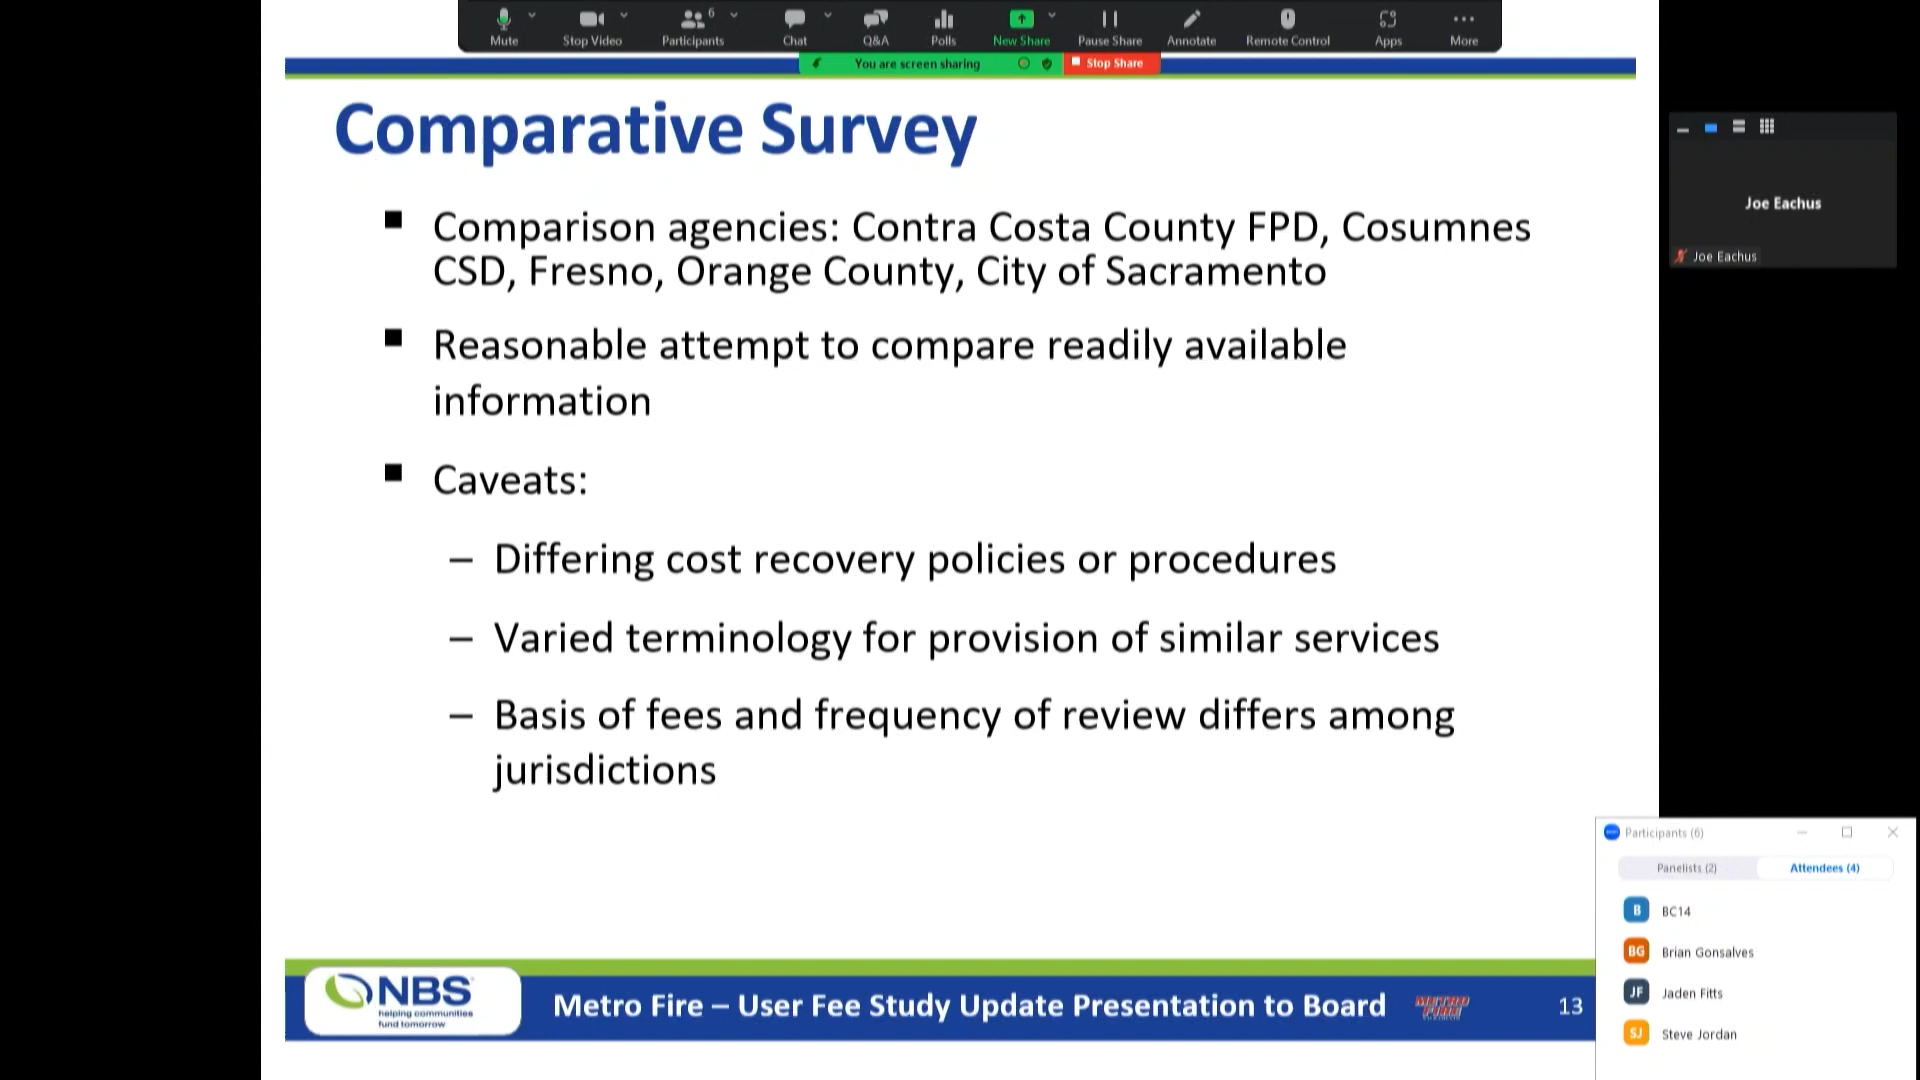 6
Mute
Stop Video
Participants
Chat
Q&A
Polls
New Share
Pause Share
Annotate
Remote Control
Apps
More
You are screen sharing
Stop Share
Comparative Survey
Comparison agencies: Contra Costa County FPD, Cosumnes
CSD, Fresno, Orange County, City of Sacramento
Reasonable attempt to compare readily available
information
Caveats:
– Differing cost recovery policies or procedures
– Varied terminology for provision of similar services
– Basis of fees and frequency of review differs among
jurisdictions
Joe Eachus
Joe Eachus
Participants (6)
Panelists (2)
Attendees (4)
B BC14
BG Brian Gonsalves
JF Jaden Fitts
SJ Steve Jordan
NBS
helping communities
fund tomorrow
Metro Fire – User Fee Study Update Presentation to Board
METRO
FIRE
13